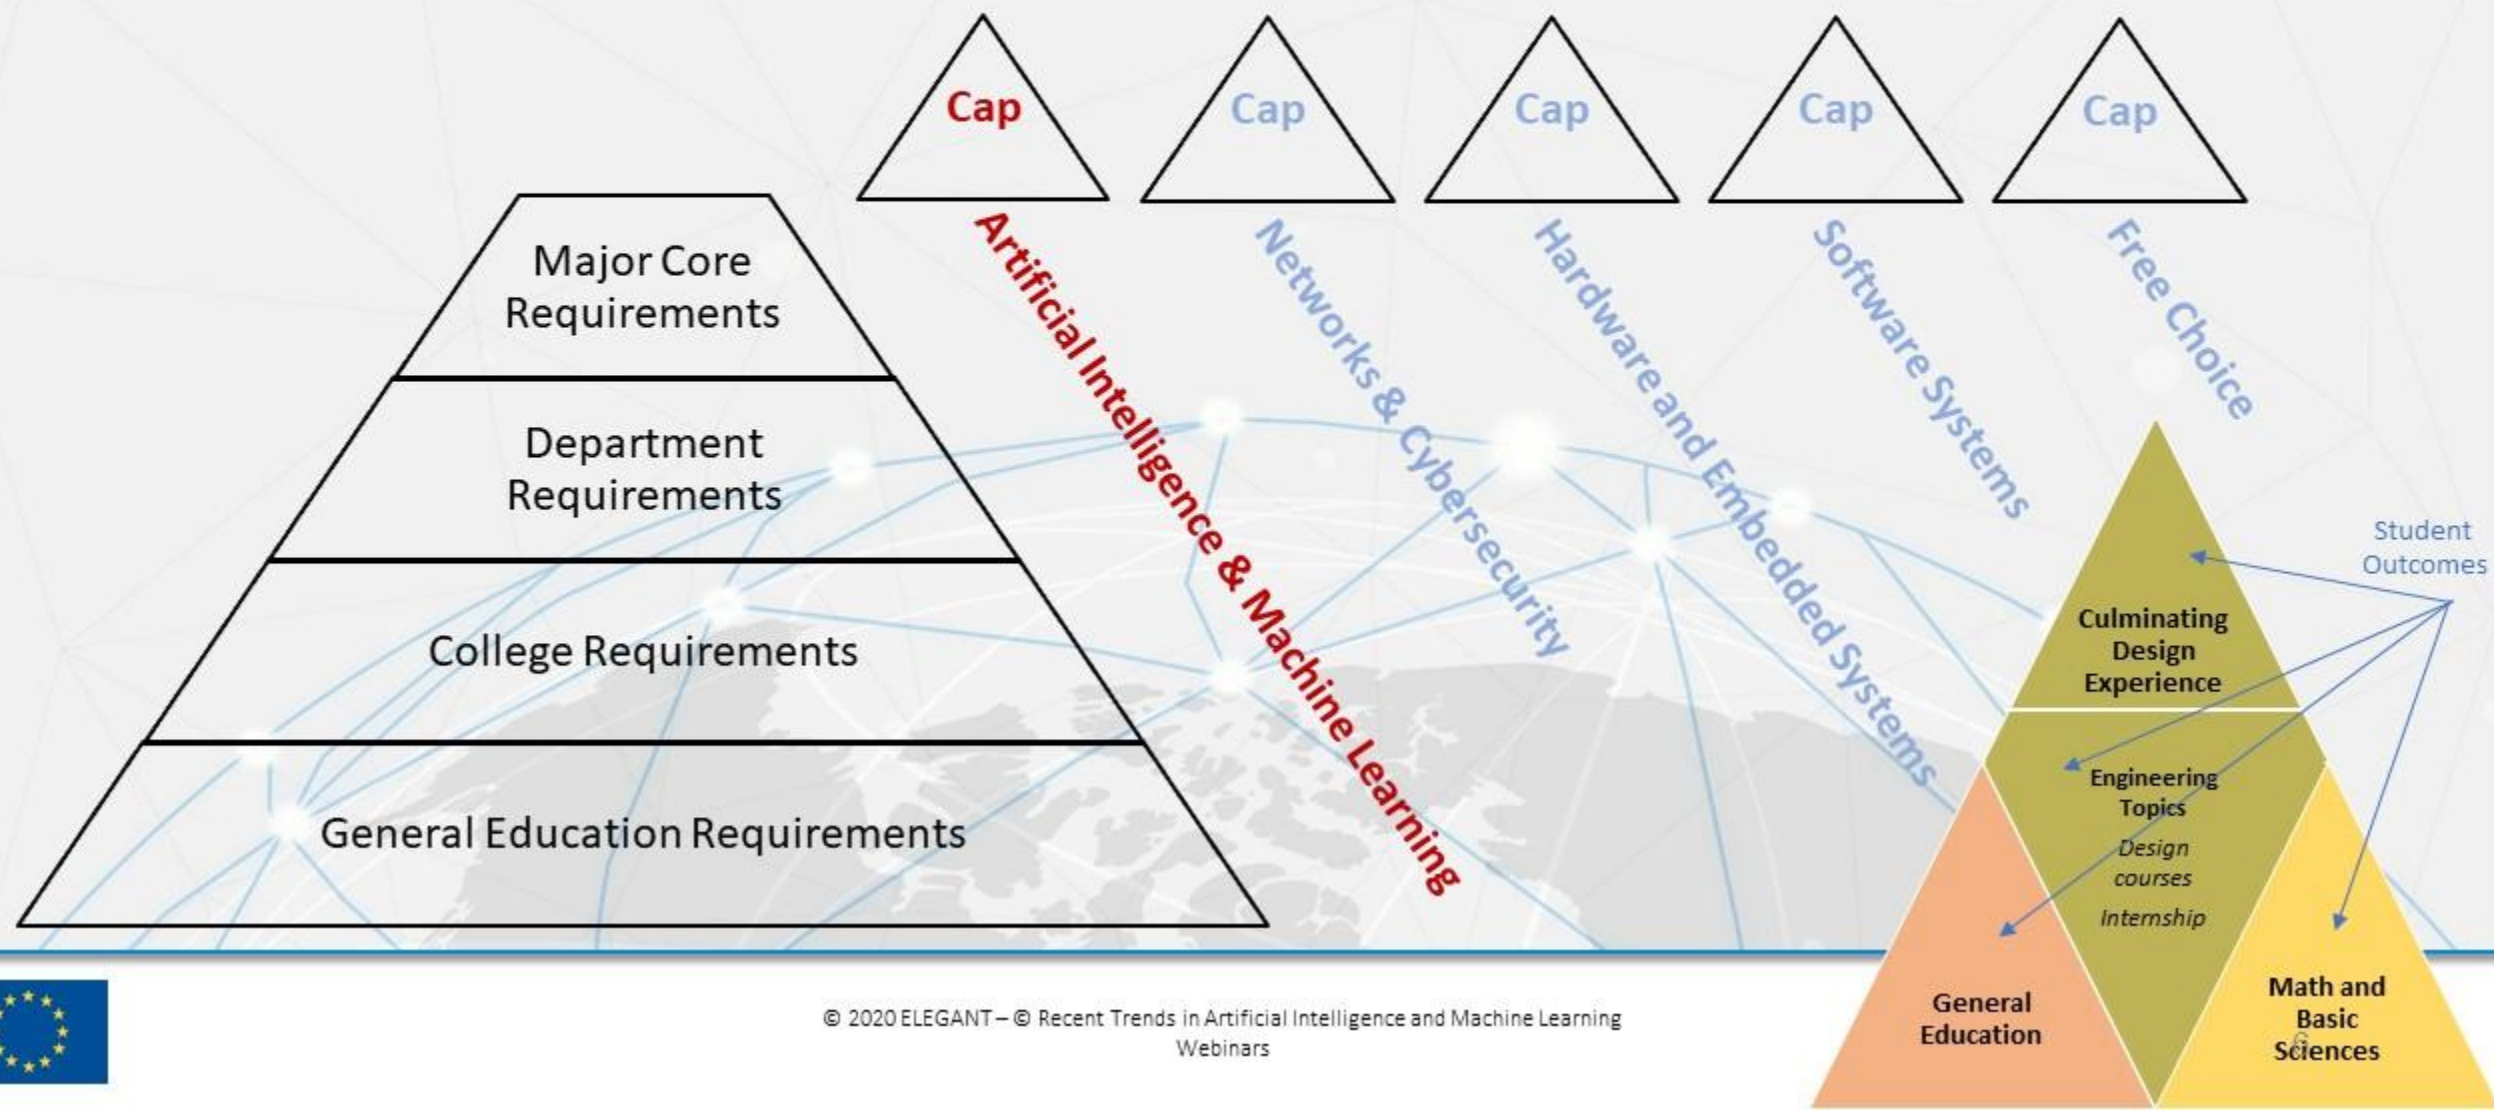 Cap
Cap
Cap
Cap
Cap
Major Core
Requirements
Department
Requirements
College Requirements
General Education Requirements
Artificial Intelligence & Machine Learning
Networks & Cybersecurity
Hardware and Embedded Systems
Software Systems
Free Choice
Student
Outcomes
Culminating
Design
Experience
Engineering
Topics
Design
courses
Internship
General
Education
Math and
Basic
Sciences
6
© 2020 ELEGANT – © Recent Trends in Artificial Intelligence and Machine Learning
Webinars